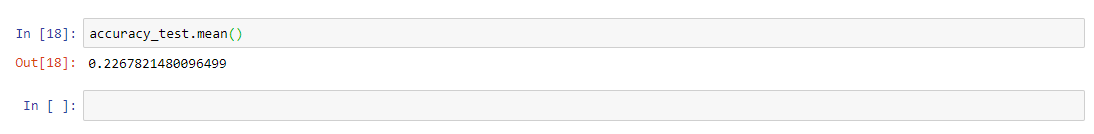 In [18]: accuracy_test.mean()
Out[18]: 0.2267821480096499
In [ ]: